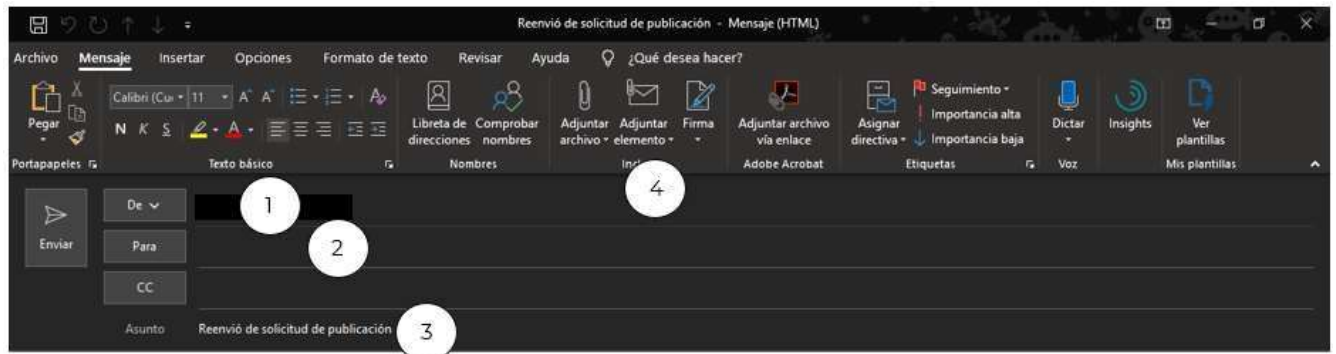 Reenvió de solicitud de publicación - Mensaje (HTML)
Archivo Mensaje Insertar Opciones Formato de texto Revisar Ayuda ¿Qué desea hacer?
Pegar
Calibri (Cu 11
N K S
Libreta de direcciones
Comprobar nombres
Adjuntar archivo
Adjuntar elemento
Firma
Adjuntar archivo vía enlace
Asignar directiva
Seguimiento
Importancia alta
Importancia baja
Dictar
Insights
Ver plantillas
Portapapeles Texto básico Nombres Adobe Acrobat Etiquetas Voz Mis plantillas
4
De 1
Enviar Para 2
CC
Asunto Reenvió de solicitud de publicación 3